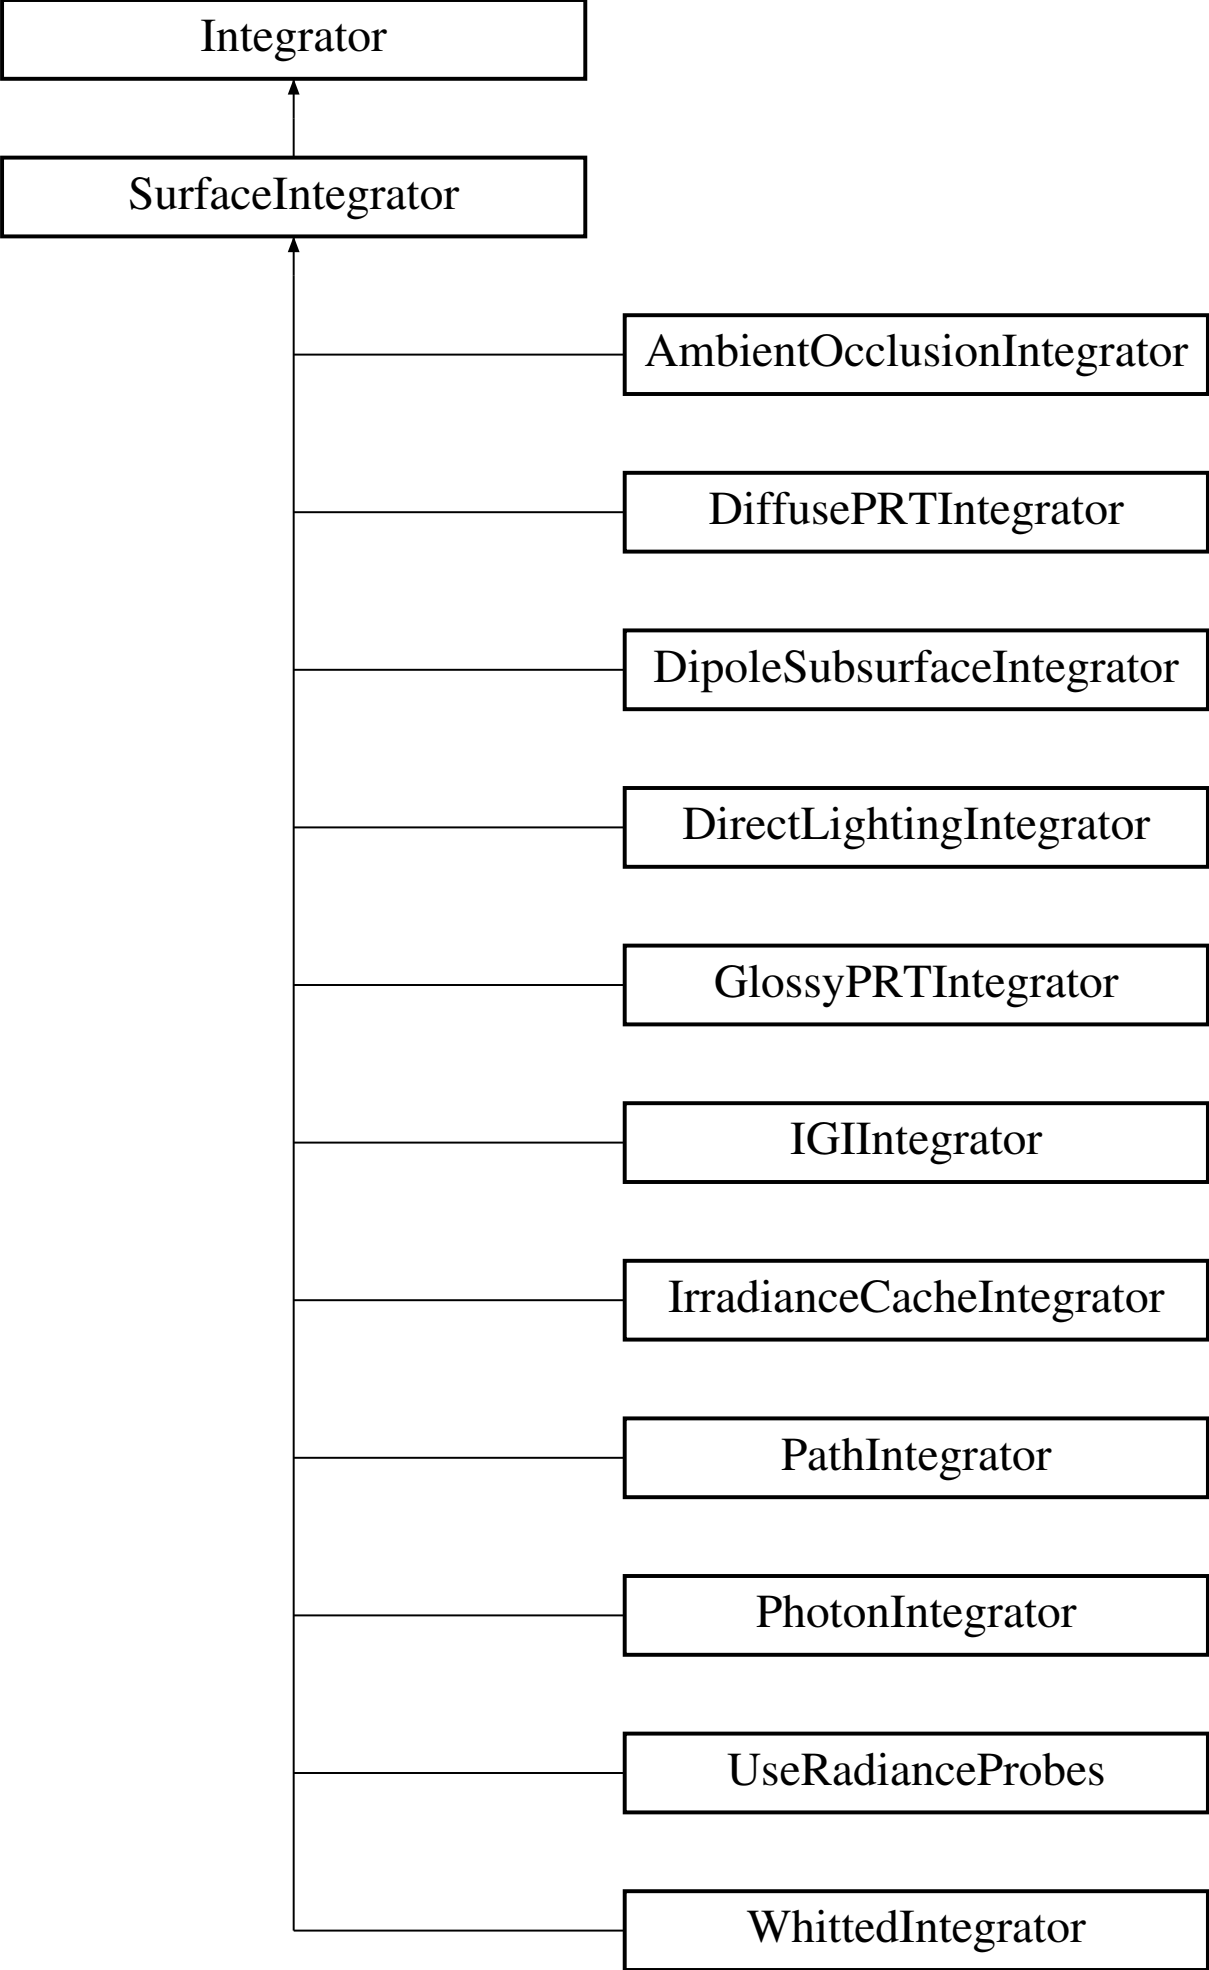 Integrator
SurfaceIntegrator
AmbientOcclusionIntegrator
DiffusePRTIntegrator
DipoleSubsurfaceIntegrator
DirectLightingIntegrator
GlossyPRTIntegrator
IGIIntegrator
IrradianceCacheIntegrator
PathIntegrator
PhotonIntegrator
UseRadianceProbes
WhittedIntegrator